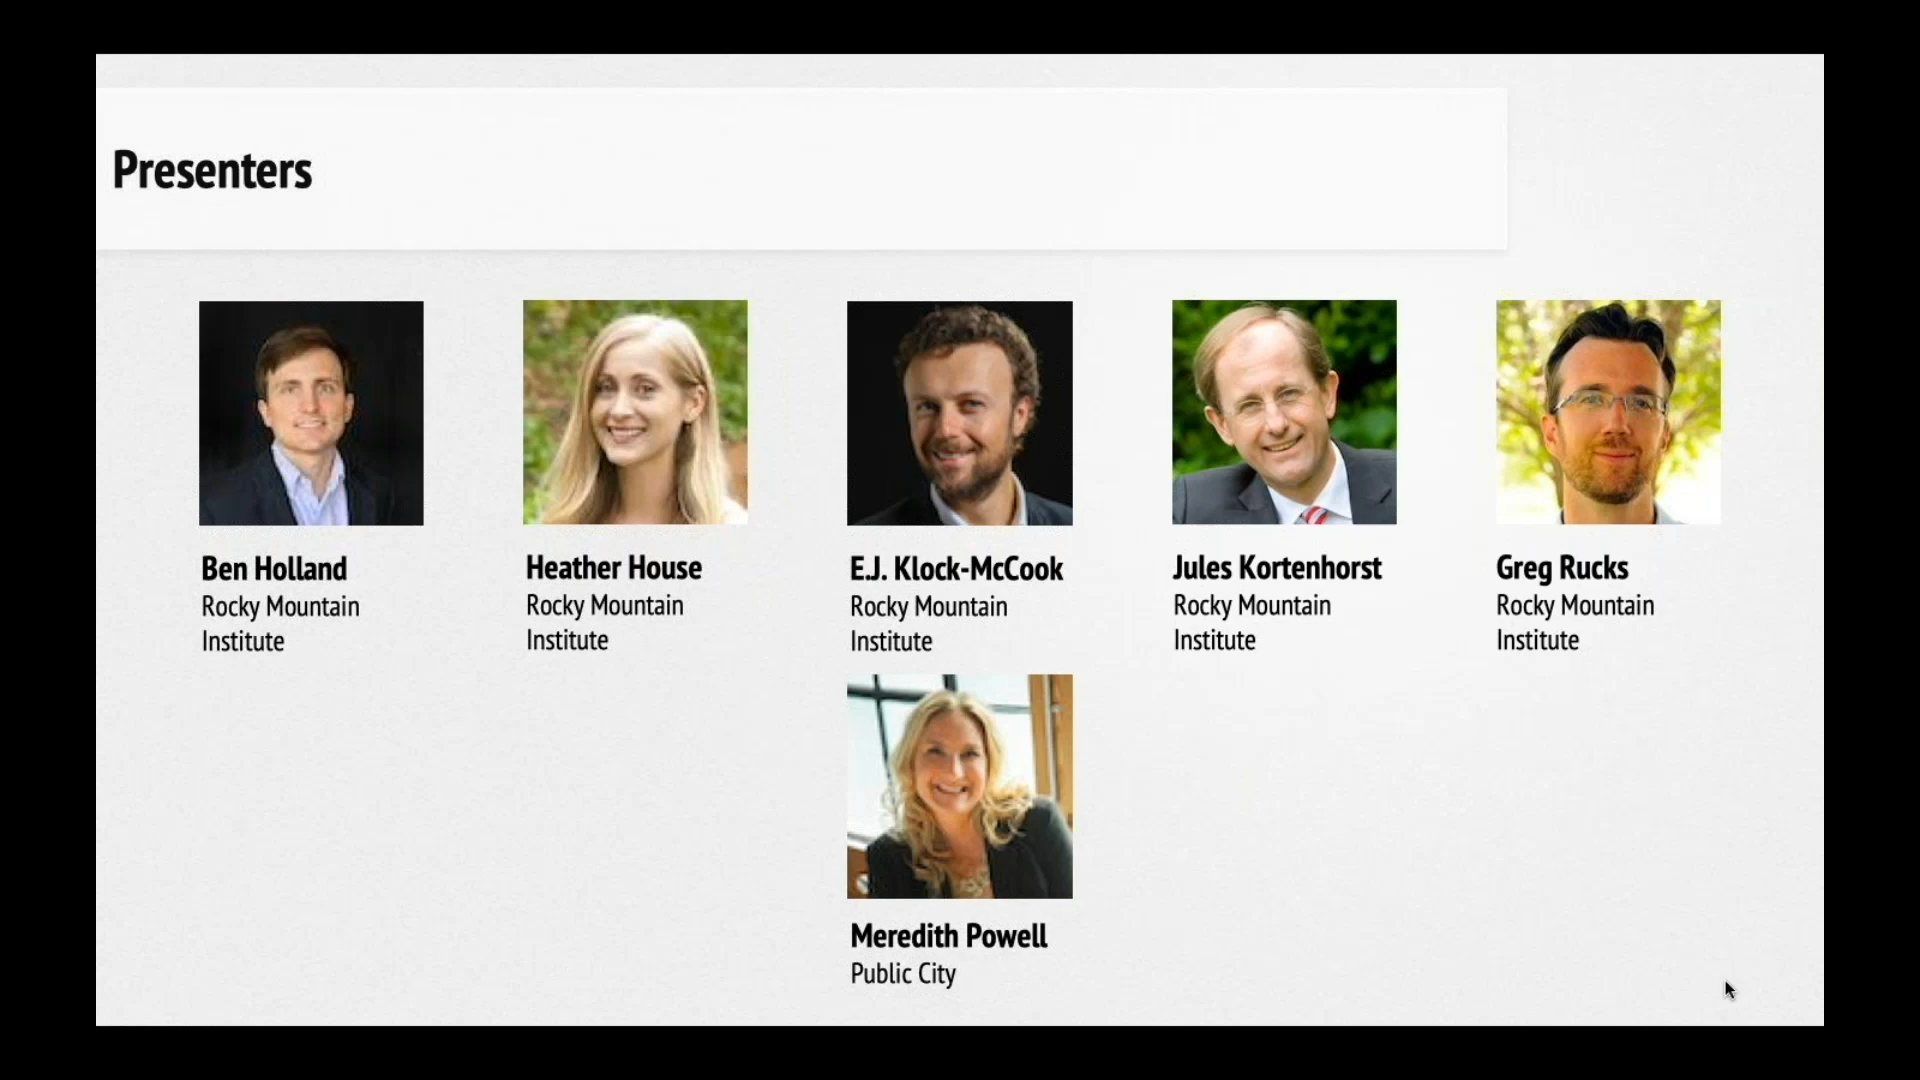 Presenters
Ben Holland
Rocky Mountain
Institute
Heather House
Rocky Mountain
Institute
E.J. Klock-McCook
Rocky Mountain
Institute
Jules Kortenhorst
Rocky Mountain
Institute
Greg Rucks
Rocky Mountain
Institute
Meredith Powell
Public City